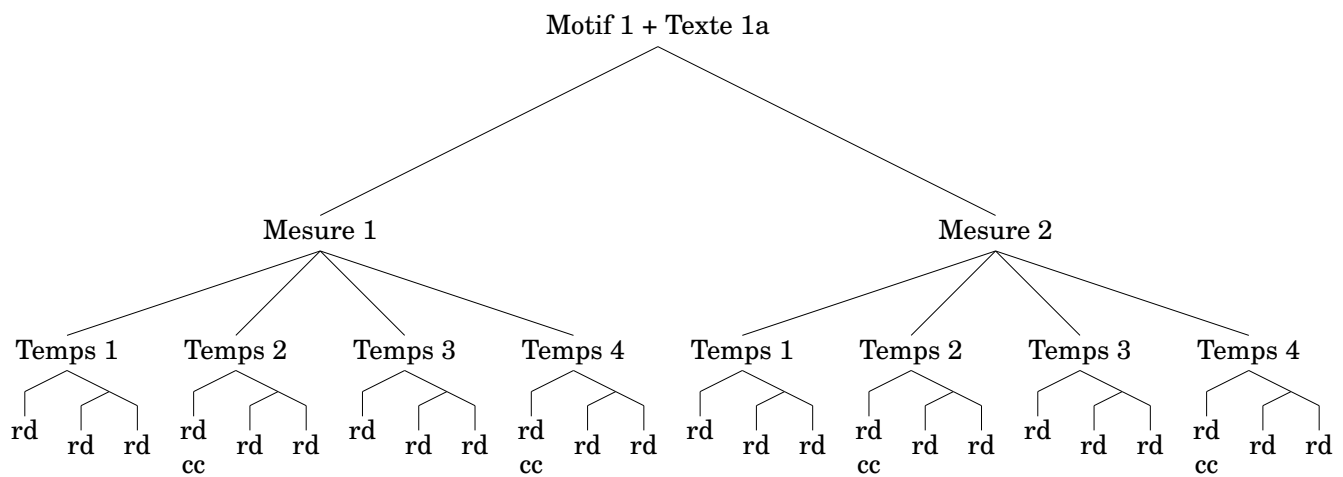 Motif 1 + Texte 1a
Mesure 1 Mesure 2
Temps 1 Temps 2 Temps 3 Temps 4 Temps 1 Temps 2 Temps 3 Temps 4
rd rd rd rd rd rd rd rd rd rd rd rd rd rd rd rd rd rd rd rd rd rd rd rd
cc cc cc cc